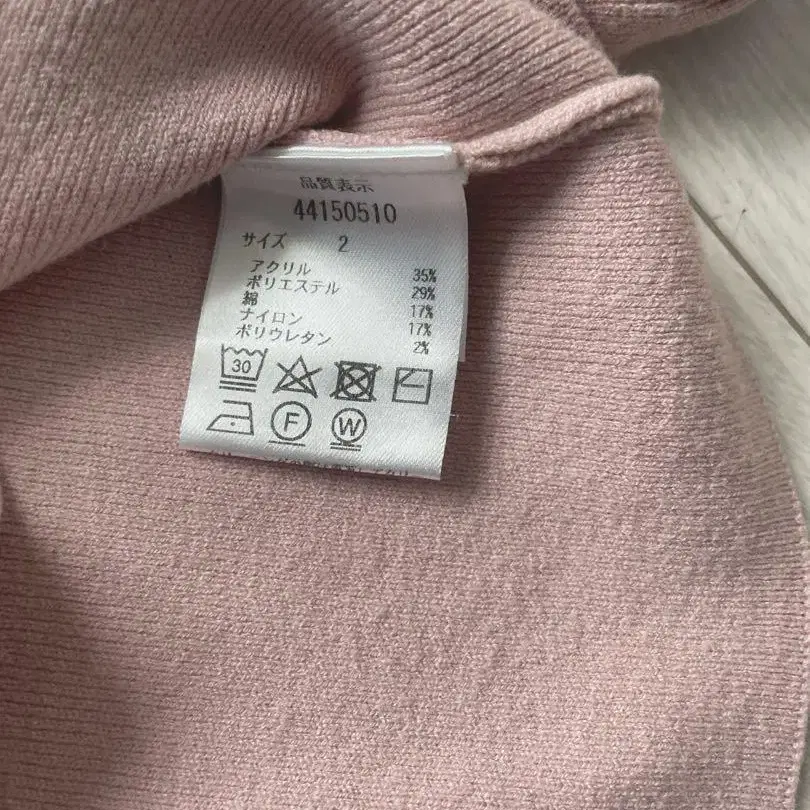 品質表示
44150510
サイズ 2
アクリル 35%
ポリエステル 29%
綿 17%
ナイロン 17%
ポリウレタン 2%
30
F
W